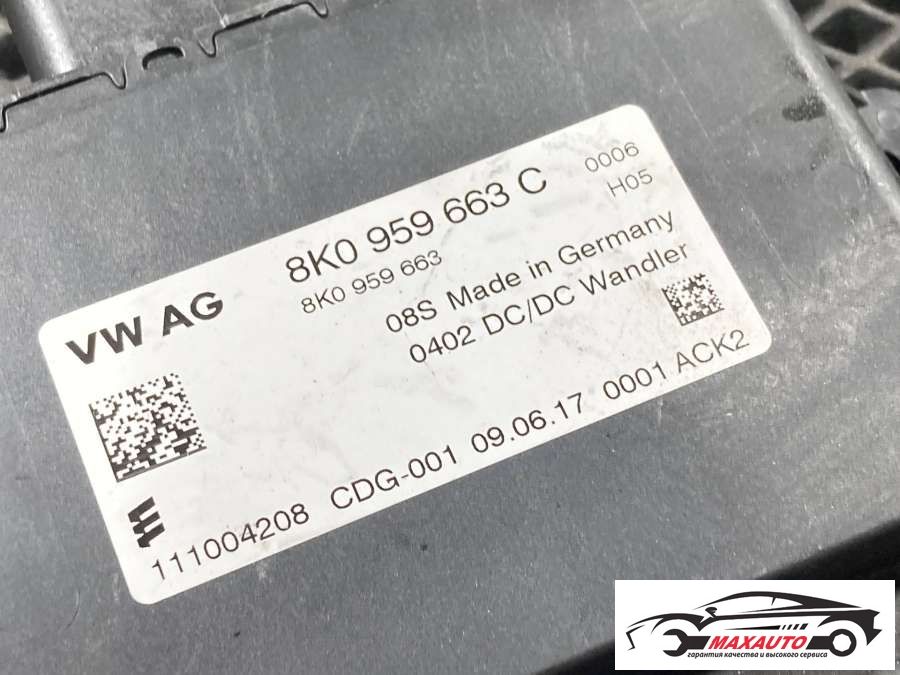 8K0 959 663 C 0006
8K0 959 663 H05
VW AG
08S Made in Germany
0402 DC/DC Wandler
111004208 CDG-001 09.06.17 0001 ACK2
MAXAUTO
гарантия качества и высокого сервиса